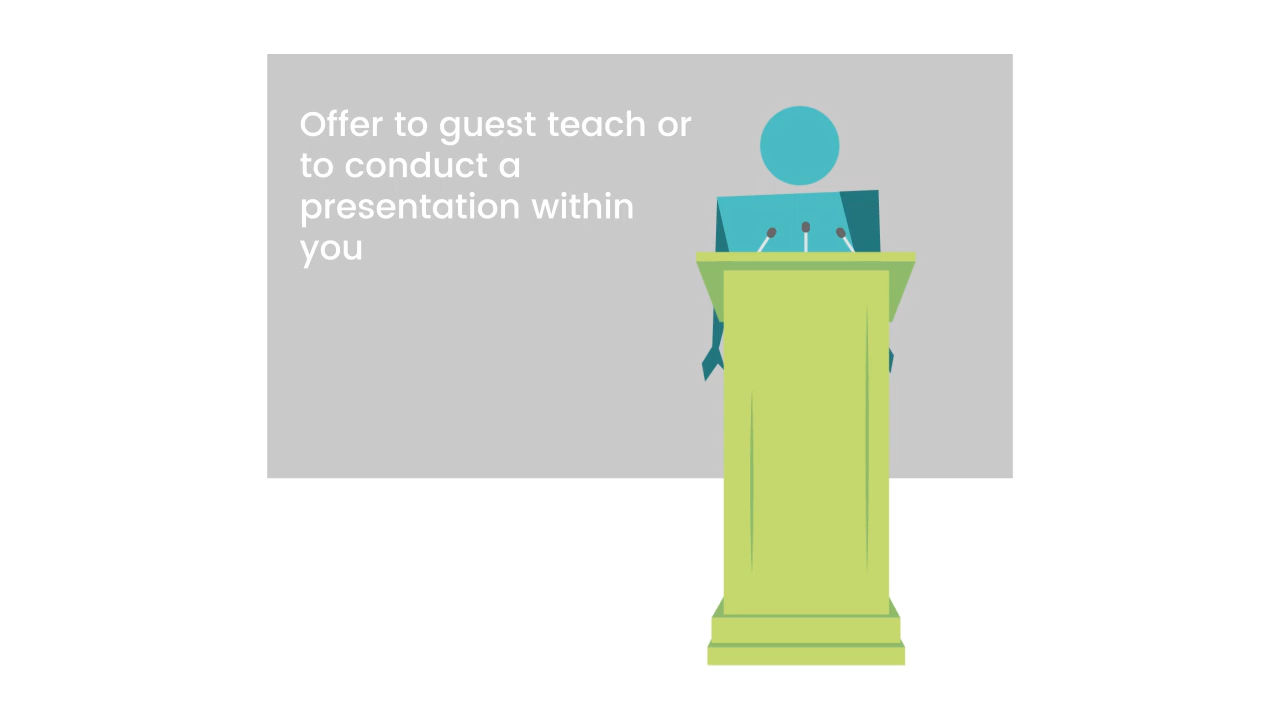 Offer to guest teach or
to conduct a
presentation within
you